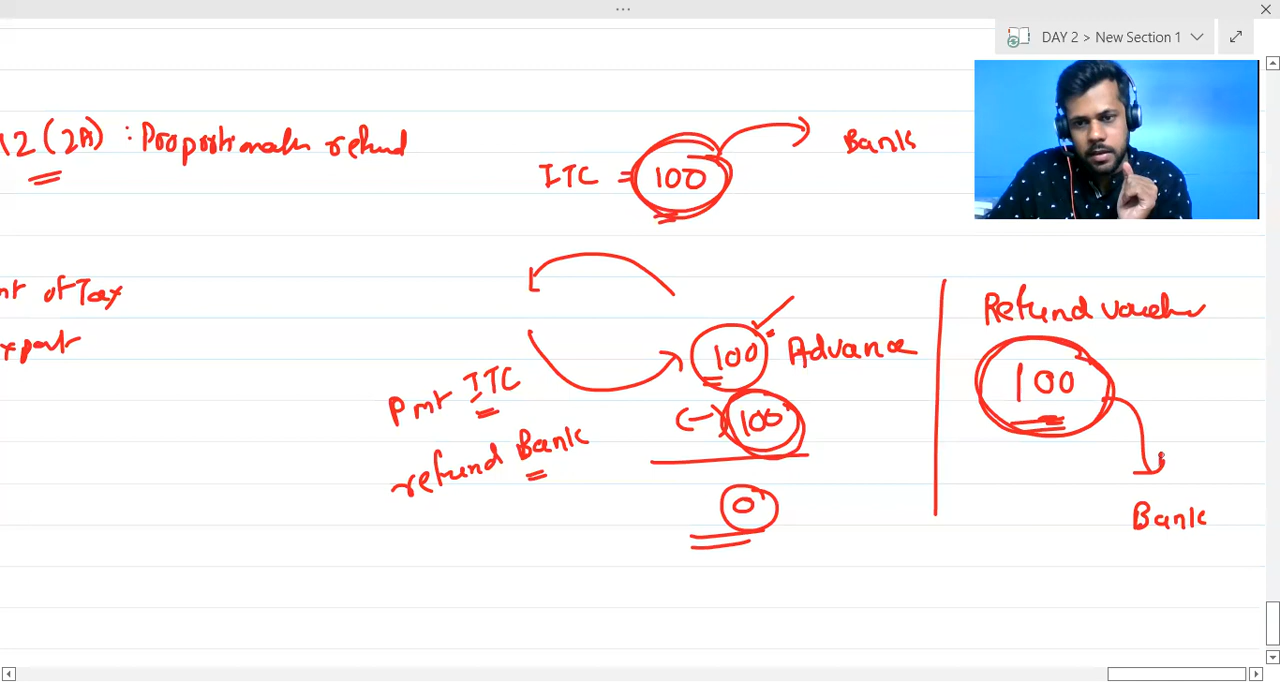 DAY 2 > New Section 1
12 (2A) : Proportionate refund
ITC = 100
Bank
nt of Tax
xport
100 Advance
(-) 100
0
Pmt ITC
refund Bank
Refund voucher
100
Bank